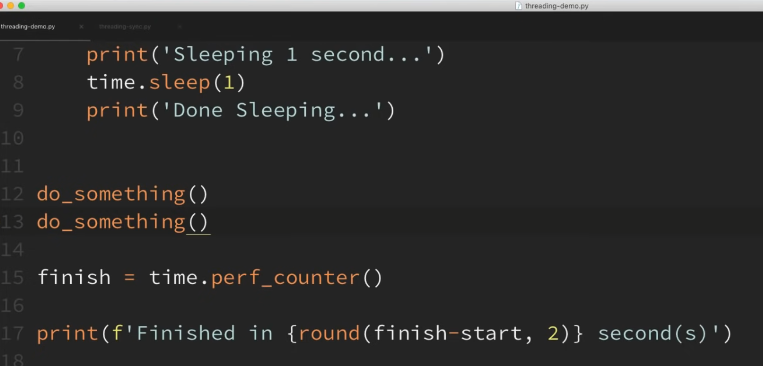 threading-demo.py
threading-demo.py × threading-sync.py ×
7 print('Sleeping 1 second...')
8 time.sleep(1)
9 print('Done Sleeping...')
10
11
12 do_something()
13 do_something()
14
15 finish = time.perf_counter()
16
17 print(f'Finished in {round(finish-start, 2)} second(s)')
18